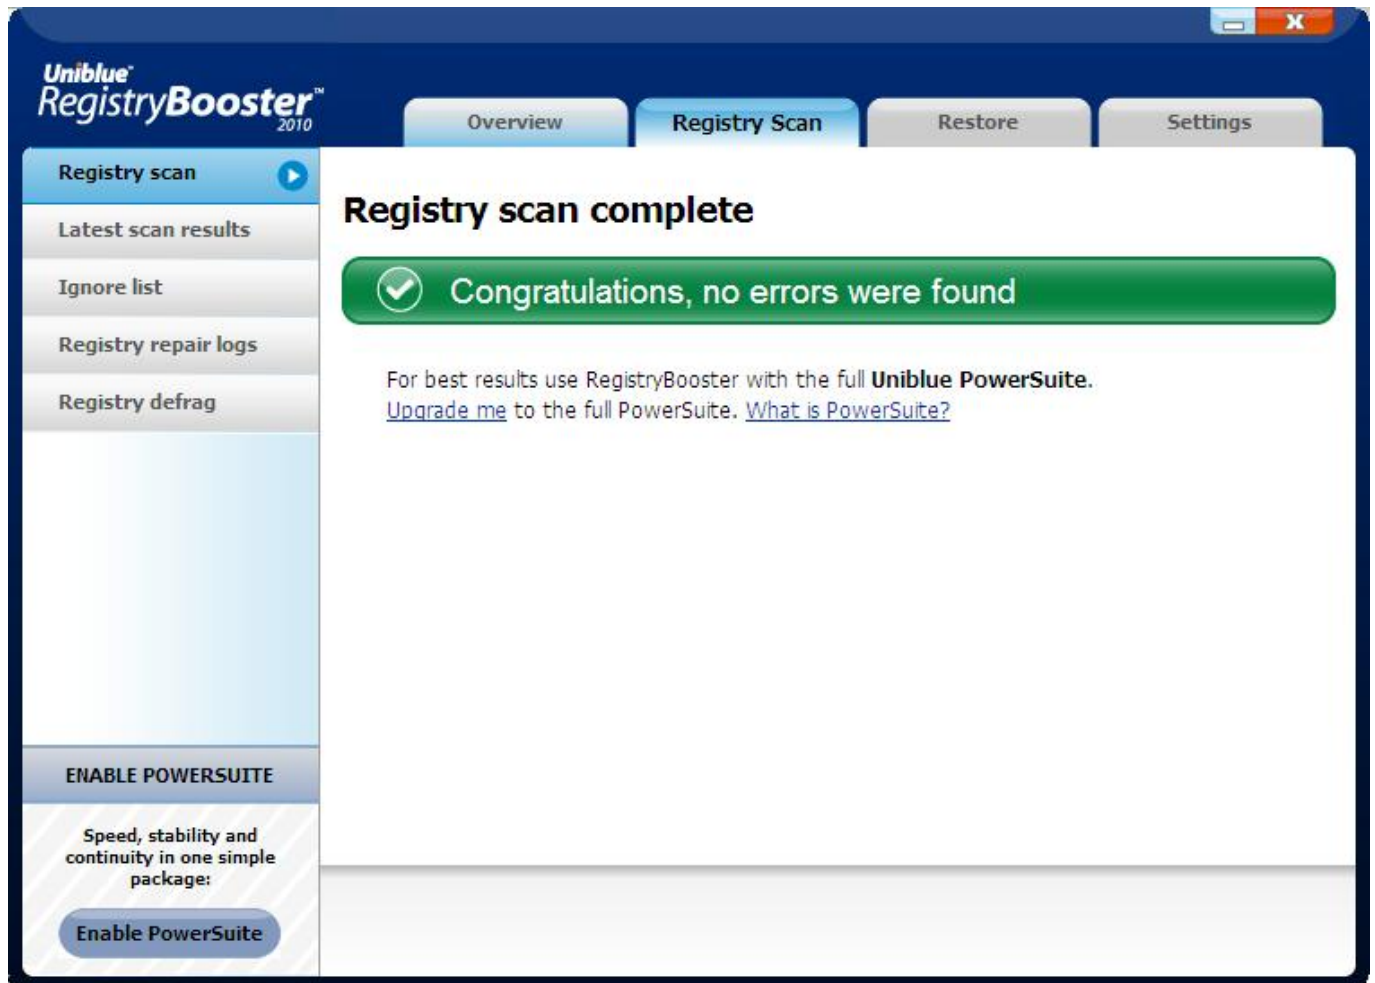 Uniblue™
RegistryBooster™
2010
Overview
Registry Scan
Restore
Settings
Registry scan
Latest scan results
Ignore list
Registry repair logs
Registry defrag
Registry scan complete
Congratulations, no errors were found
For best results use RegistryBooster with the full Uniblue PowerSuite.
Upgrade me to the full PowerSuite. What is PowerSuite?
ENABLE POWERSUITE
Speed, stability and
continuity in one simple
package:
Enable PowerSuite